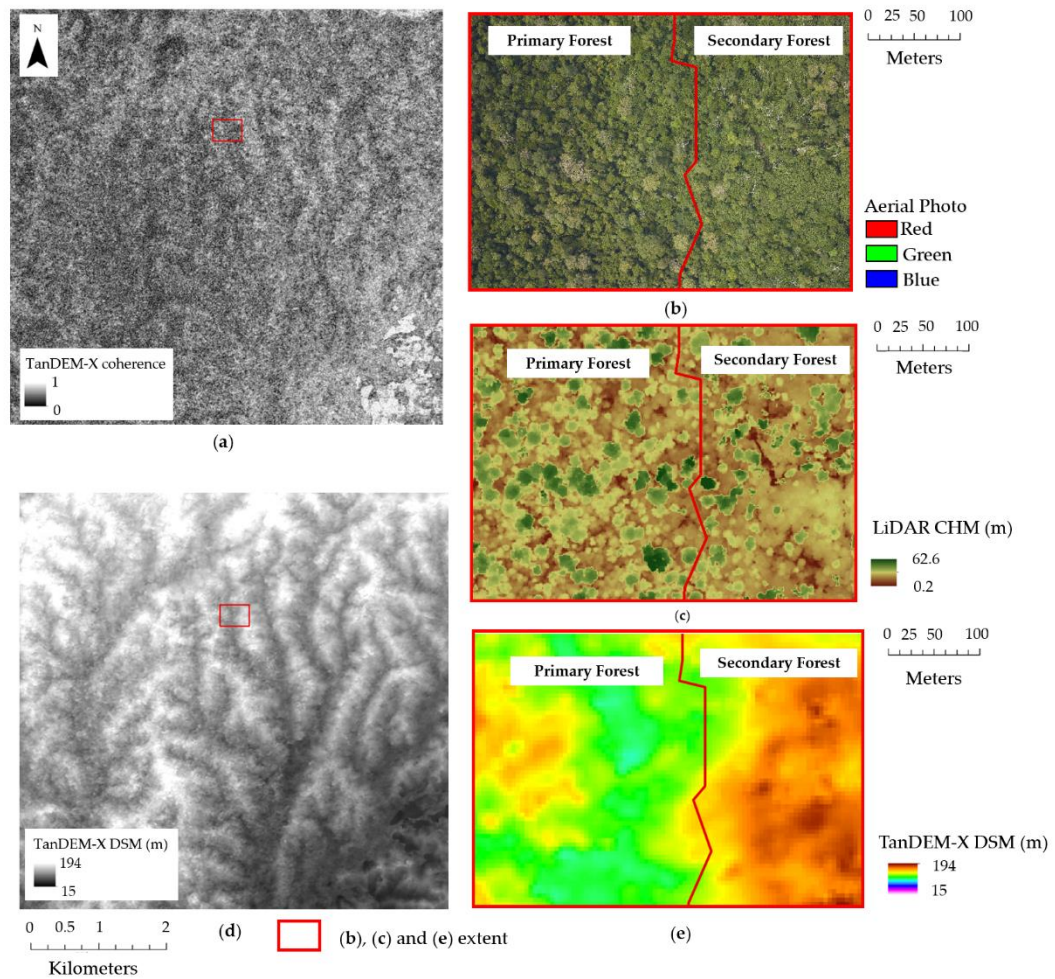 N
TanDEM-X coherence
1
0
(a)
Primary Forest
Secondary Forest
0 25 50 100
Meters
Aerial Photo
Red
Green
Blue
(b)
Primary Forest
Secondary Forest
0 25 50 100
Meters
LiDAR CHM (m)
62.6
0.2
(c)
TanDEM-X DSM (m)
194
15
0 0.5 1 2
Kilometers
(d)
(b), (c) and (e) extent
Primary Forest
Secondary Forest
0 25 50 100
Meters
TanDEM-X DSM (m)
194
15
(e)